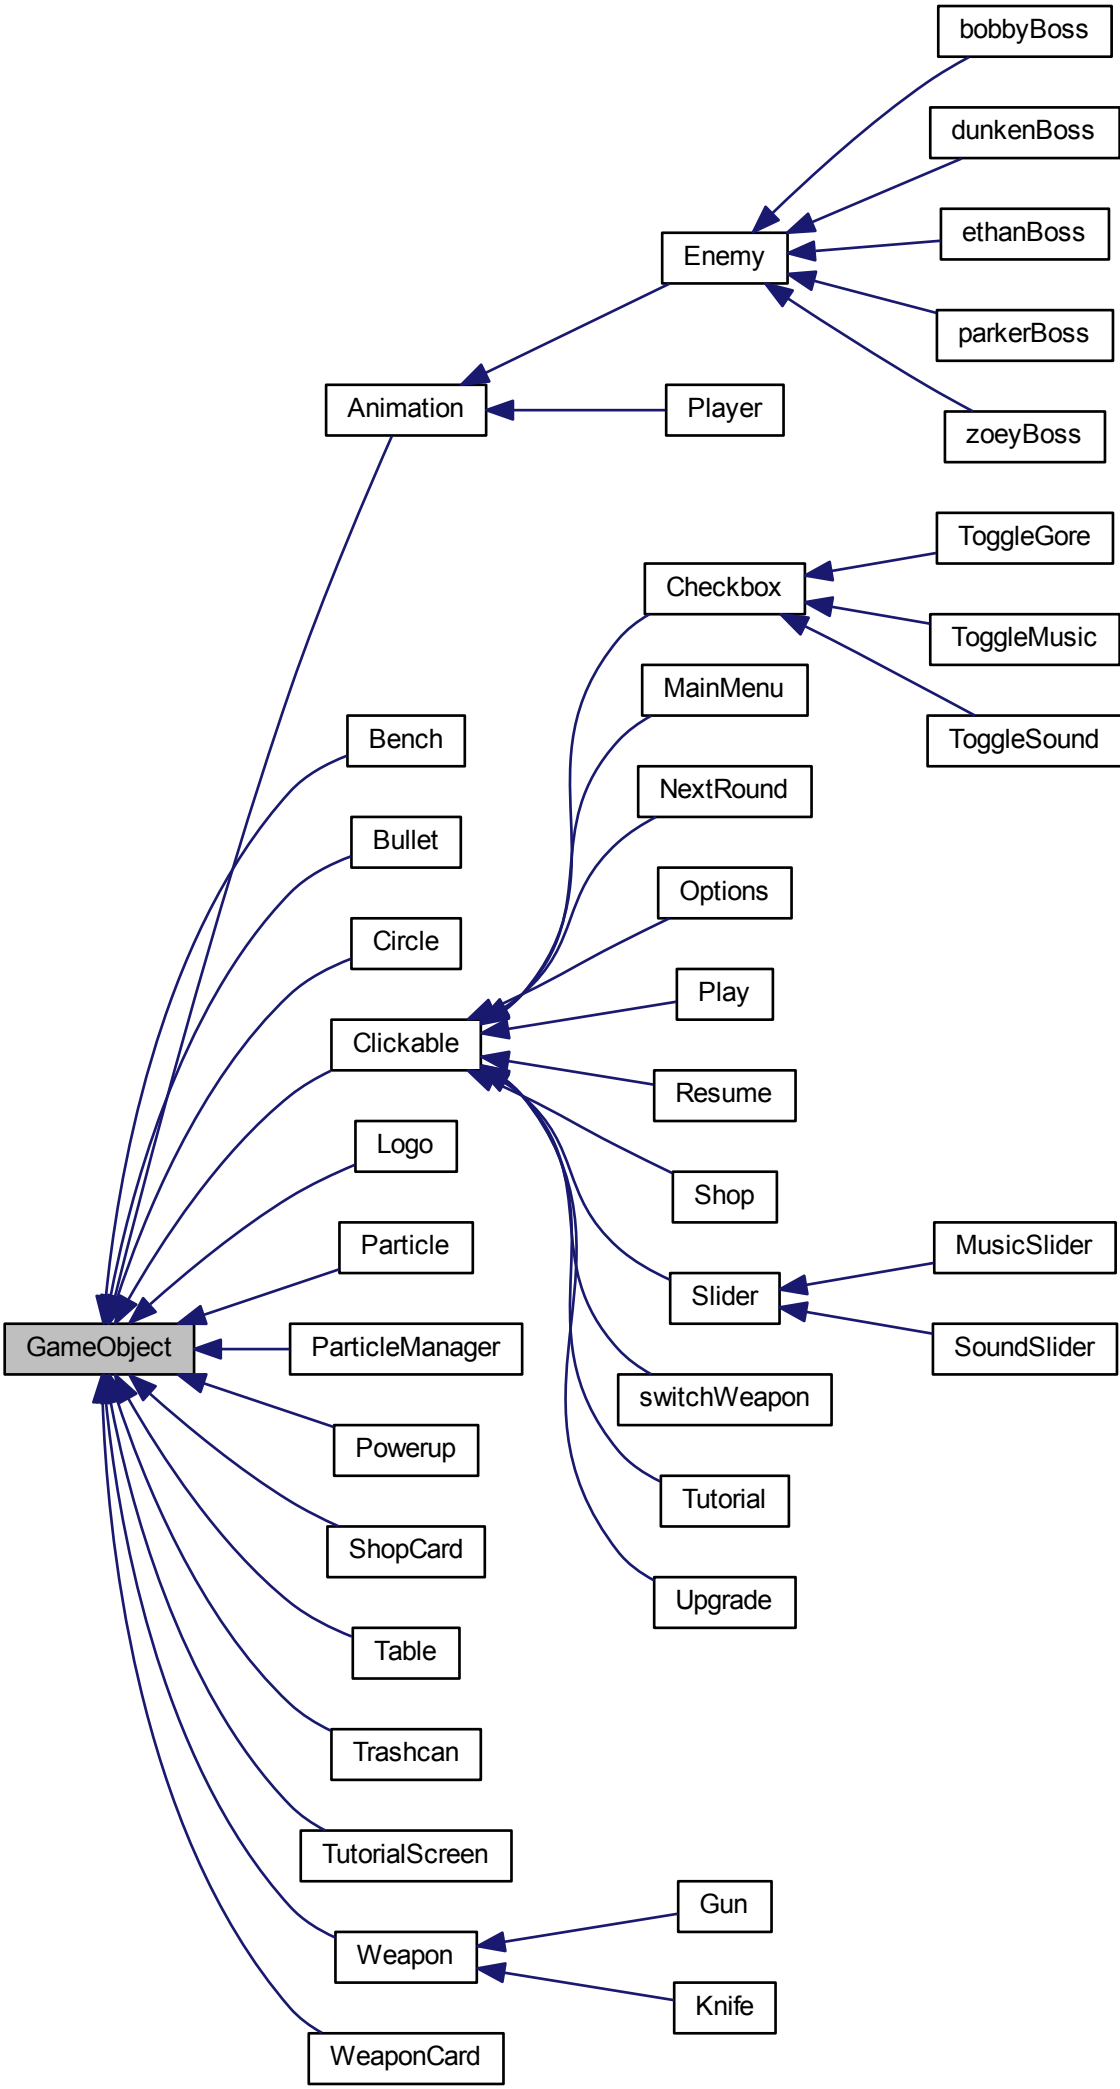 bobbyBoss
dunkenBoss
ethanBoss
Enemy
parkerBoss
Animation
Player
zoeyBoss
ToggleGore
Checkbox
ToggleMusic
MainMenu
Bench
ToggleSound
NextRound
Bullet
Options
Circle
Play
Clickable
Resume
Logo
Shop
Particle
MusicSlider
Slider
GameObject
ParticleManager
SoundSlider
switchWeapon
Powerup
Tutorial
ShopCard
Upgrade
Table
Trashcan
TutorialScreen
Gun
Weapon
Knife
WeaponCard